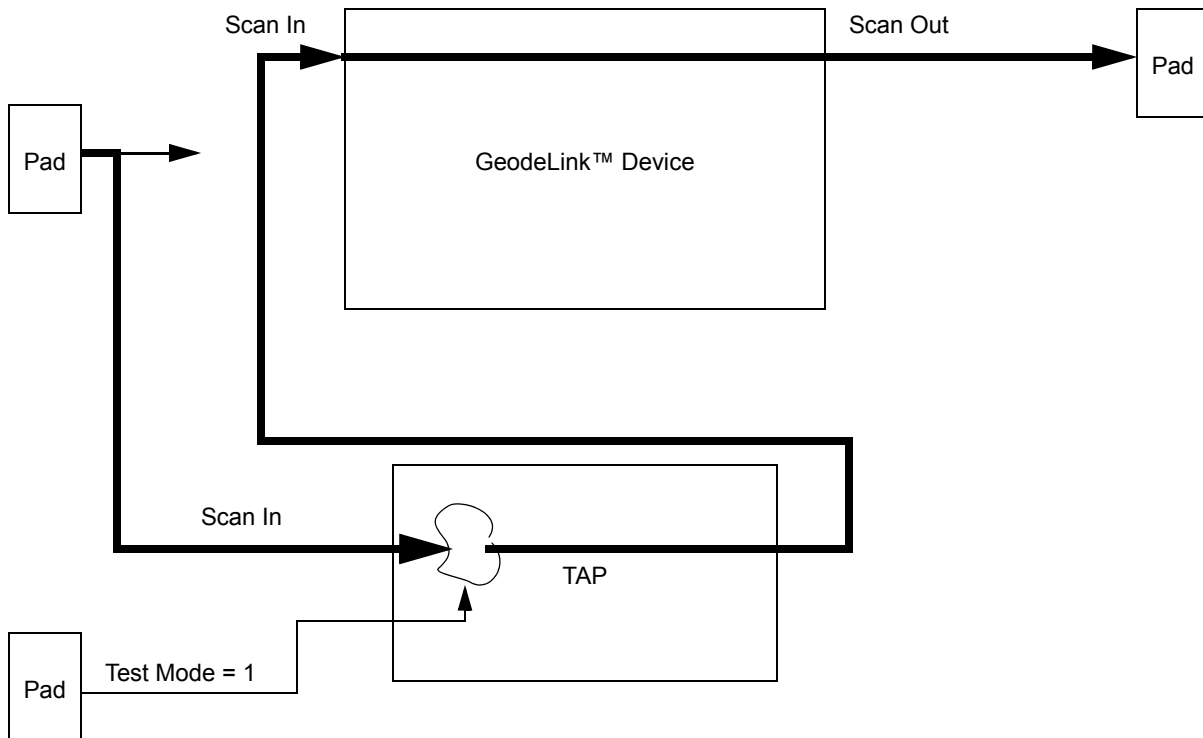 Scan In
Scan Out
Pad
Pad
GeodeLink™ Device
Scan In
TAP
Test Mode = 1
Pad